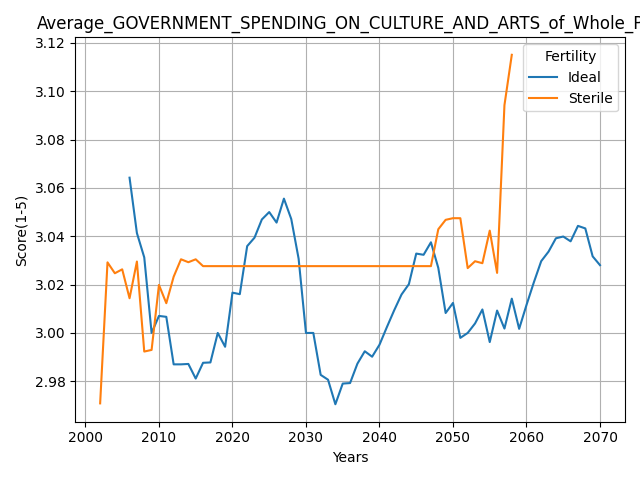 Average_GOVERNMENT_SPENDING_ON_CULTURE_AND_ARTS_of_Whole_P
3.12
3.10
3.08
3.06
3.04
3.02
3.00
2.98
Score(1-5)
Fertility
Ideal
Sterile
2000 2010 2020 2030 2040 2050 2060 2070
Years